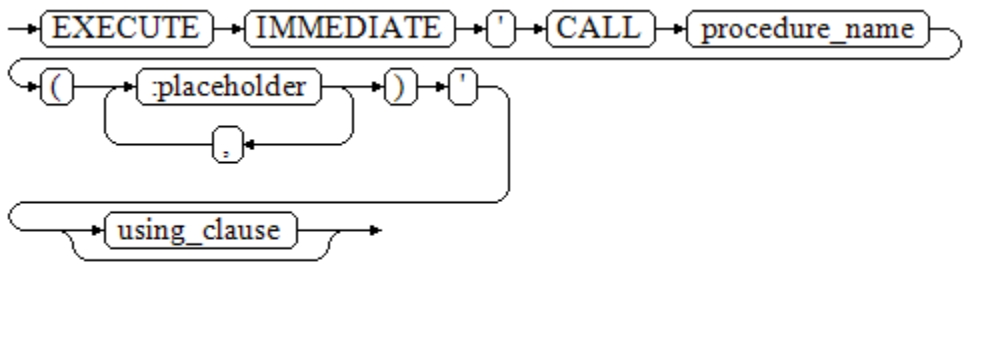 EXECUTE IMMEDIATE ' CALL procedure_name
( :placeholder ) '
,
using_clause